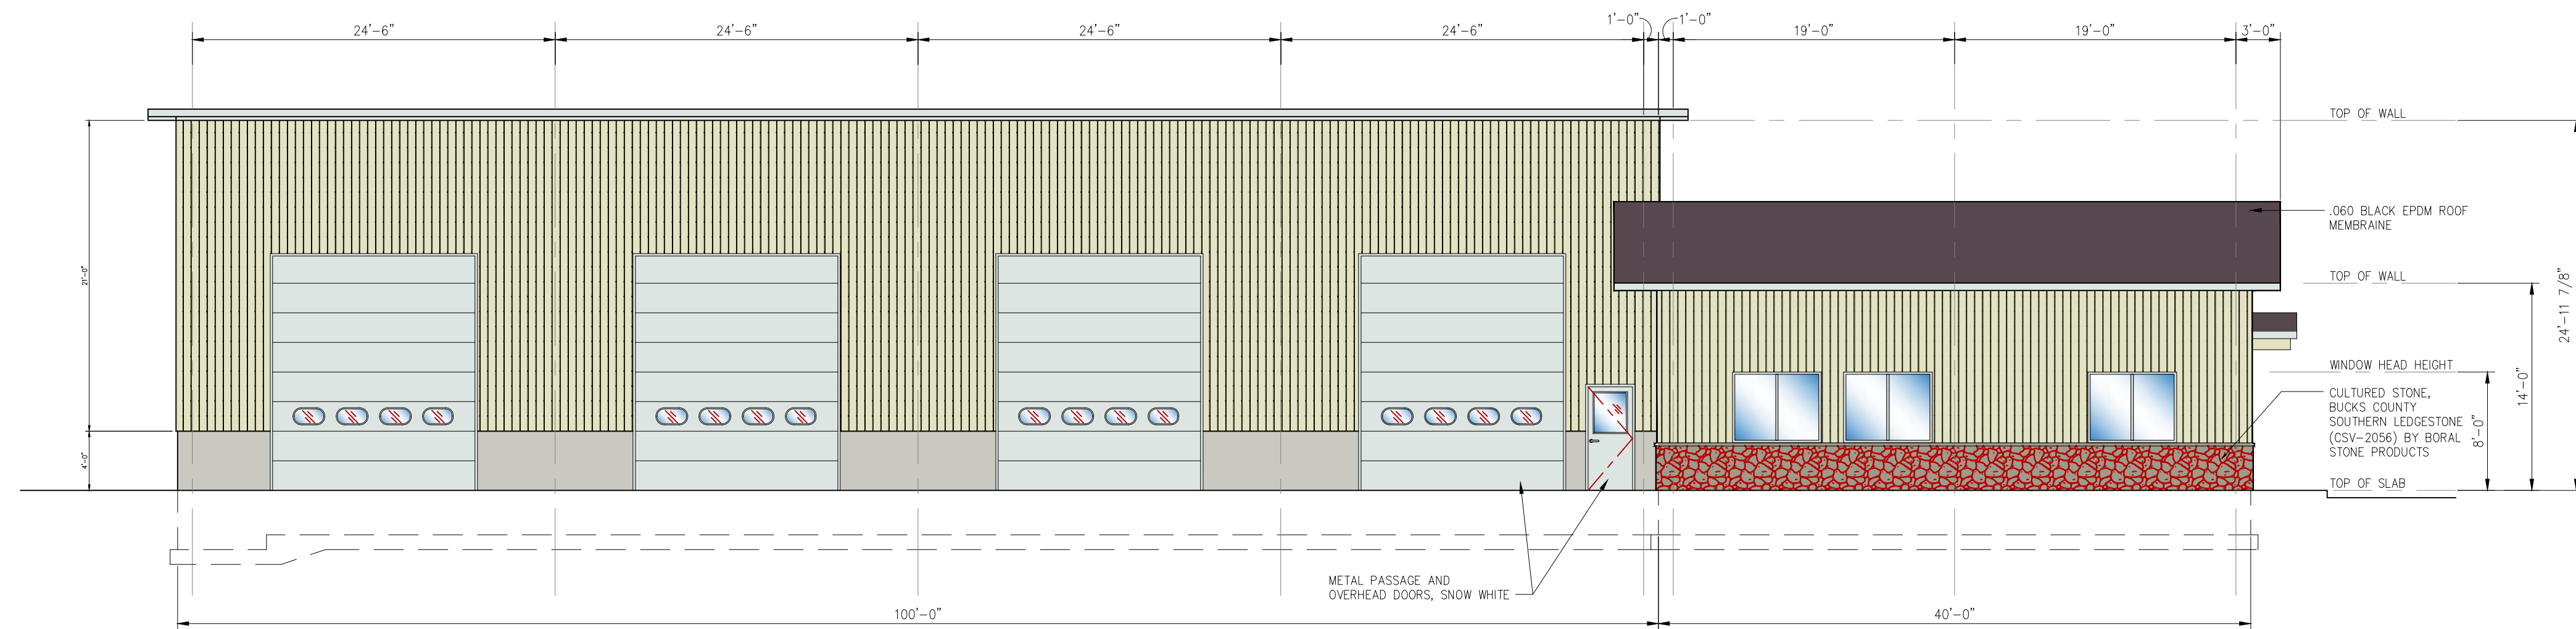 24'-6"
24'-6"
24'-6"
24'-6"
1'-0"
1'-0"
19'-0"
19'-0"
3'-0"
TOP OF WALL
.060 BLACK EPDM ROOF
MEMBRAINE
TOP OF WALL
21'-0"
24'-11 7/8"
WINDOW HEAD HEIGHT
14'-0"
CULTURED STONE,
BUCKS COUNTY
SOUTHERN LEDGESTONE
(CSV-2056) BY BORAL
STONE PRODUCTS
8'-0"
4'-0"
TOP OF SLAB
METAL PASSAGE AND
OVERHEAD DOORS, SNOW WHITE
100'-0"
40'-0"